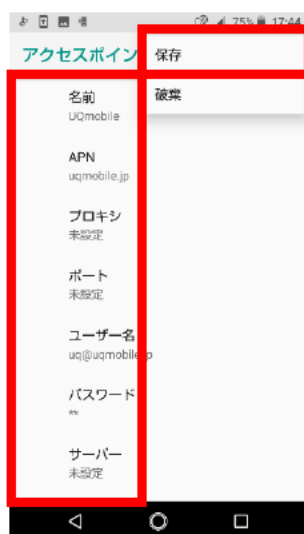 75% 17:44
アクセスポイン
保存
破棄
名前
UQmobile
APN
uqmobile.jp
プロキシ
未設定
ポート
未設定
ユーザー名
uq@uqmobile.jp
パスワード
**
サーバー
未設定